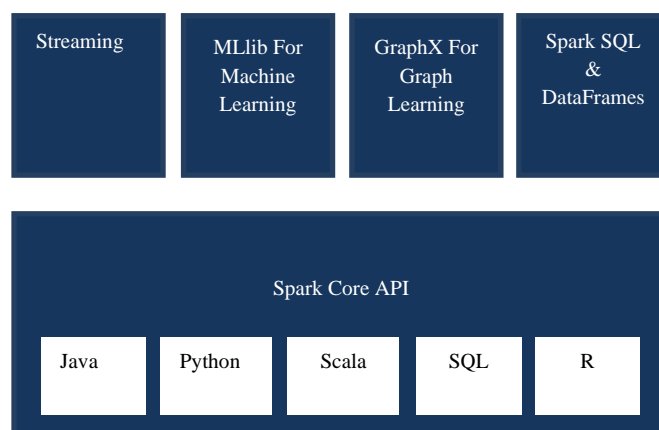 Streaming
MLlib For
Machine
Learning
GraphX For
Graph
Learning
Spark SQL
&
DataFrames
Spark Core API
Java
Python
Scala
SQL
R